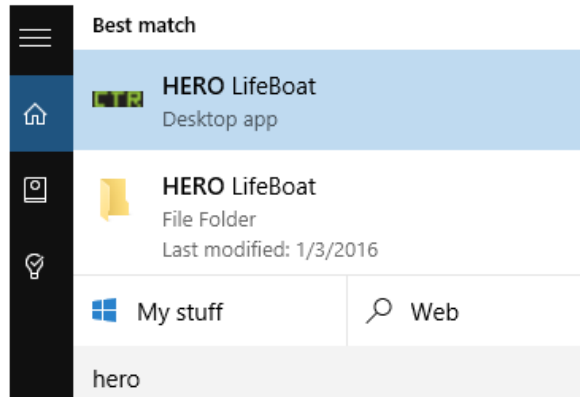 Best match
CTR
HERO LifeBoat
Desktop app
HERO LifeBoat
File Folder
Last modified: 1/3/2016
My stuff
Web
hero